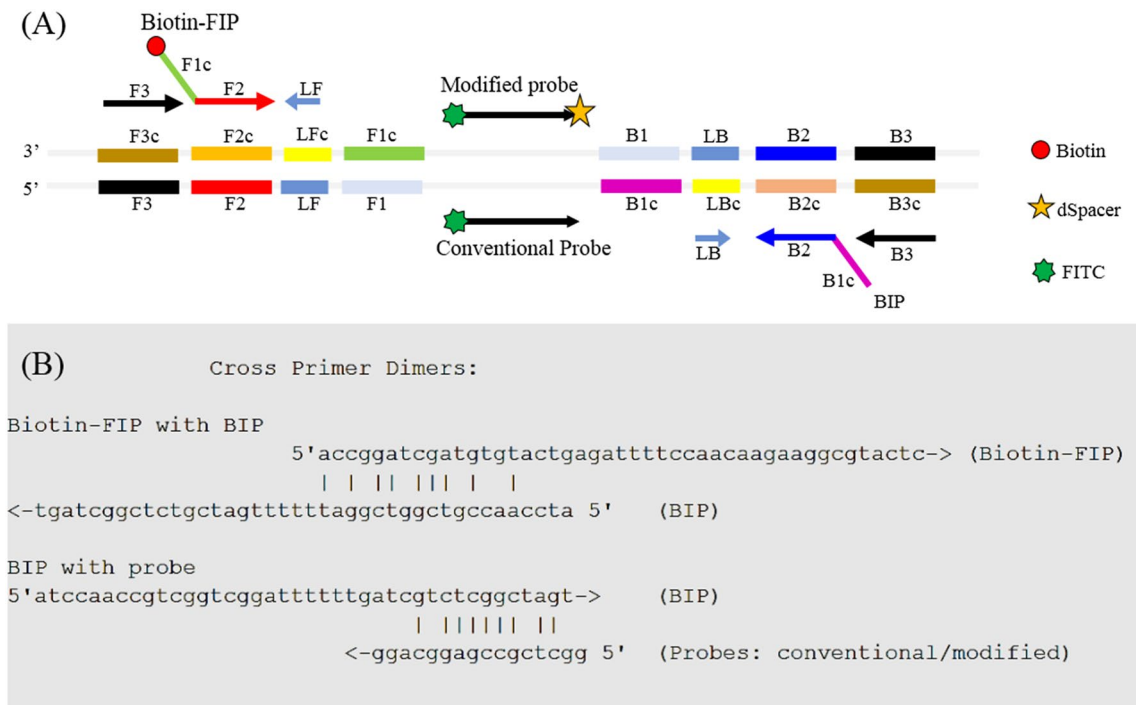 (A)
Biotin-FIP
F1c
F3 F2 LF
Modified probe
F3c F2c LFc F1c B1 LB B2 B3
3’
5’
F3 F2 LF F1 B1c LBc B2c B3c
Conventional Probe
LB B2 B3
B1c
BIP
Biotin
dSpacer
FITC
(B) Cross Primer Dimers:
Biotin-FIP with BIP
5'accggatcgatgtgtactgagattttccaacaagaaggcgtactc-> (Biotin-FIP)
| | || ||| | |
<-tgatcggctctgctagttttttaggctggctgccaaccta 5' (BIP)
BIP with probe
5'atccaaccgtcggtcggattttttgatcgtctcggctagt-> (BIP)
| |||||| ||
<-ggacggagccgctcgg 5' (Probes: conventional/modified)